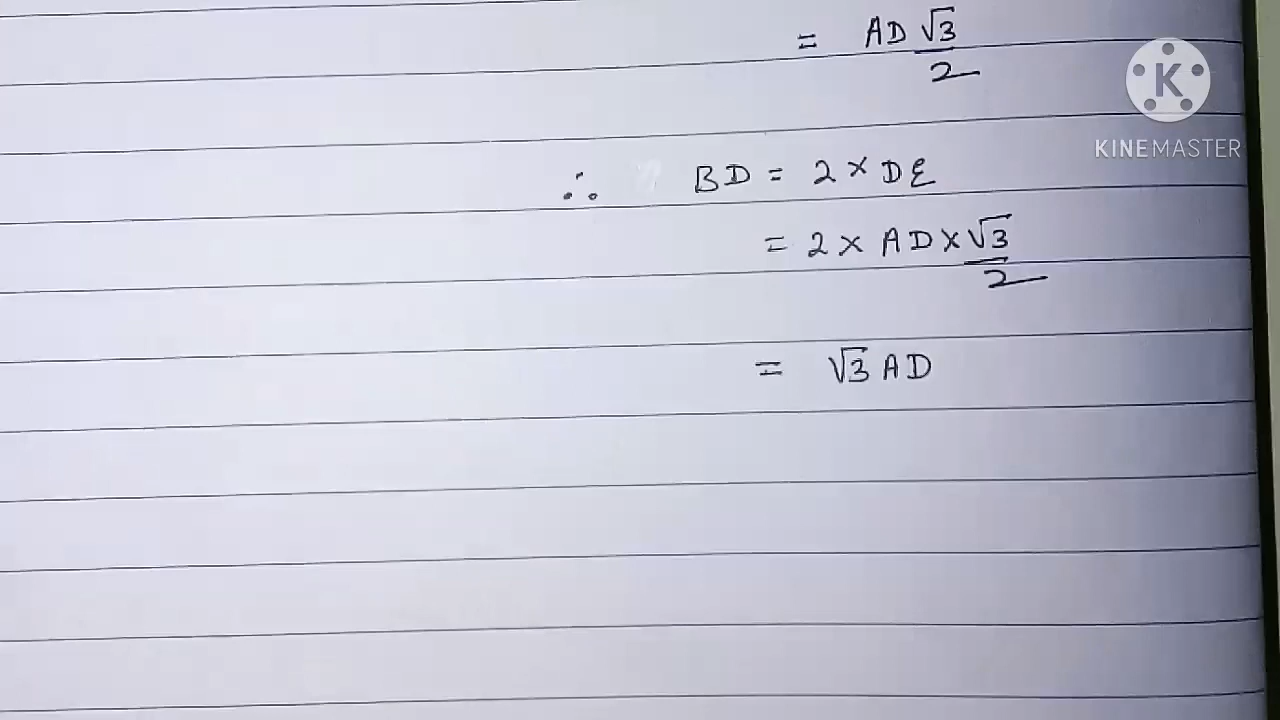 = AD √3/2
K
KINEMASTER
∴ BD = 2 × DE
= 2 × AD × √3/2
= √3 AD